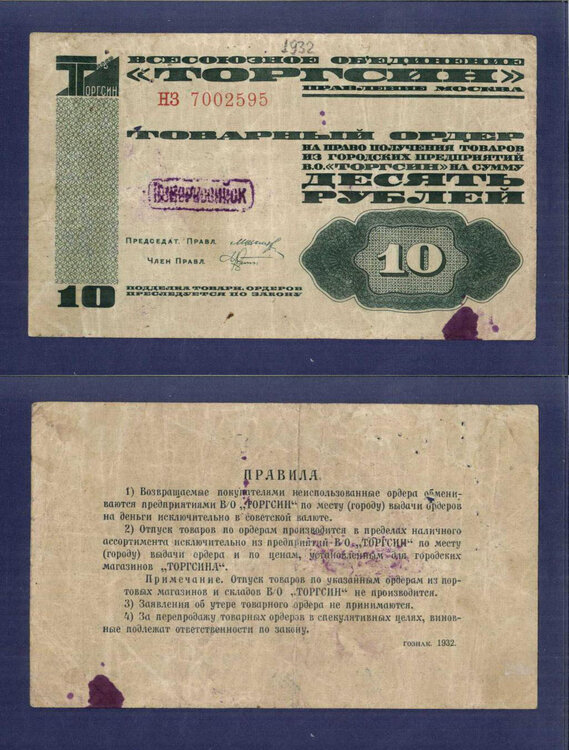 1932
ТОРГСИН
ВСЕСОЮЗНОЕ ОБЪЕДИНЕНИЕ
«ТОРГСИН»
ПРАВЛЕНИЕ МОСКВА
НЗ 7002595
ТОВАРНЫЙ ОРДЕР
НА ПРАВО ПОЛУЧЕНИЯ ТОВАРОВ
ИЗ ГОРОДСКИХ ПРЕДПРИЯТИЙ
В.О. „ТОРГСИН" НА СУММУ
ДЕСЯТЬ
РУБЛЕЙ
Новороссийск
ПРЕДСЕДАТ. ПРАВЛ.
ЧЛЕН ПРАВЛ.
10
10
ПОДДЕЛКА ТОВАРН. ОРДЕРОВ
ПРЕСЛЕДУЕТСЯ ПО ЗАКОНУ
ПРАВИЛА
1) Возвращаемые покупателями неиспользованные ордера обмени-
ваются предприятиями В/О „ТОРГСИН" по месту (городу) выдачи ордеров
на деньги исключительно в советской валюте.
2) Отпуск товаров по ордерам производится в пределах наличного
ассортимента исключительно из предприятий В/О „ТОРГСИН" по месту
(городу) выдачи ордера и по ценам, установленным для городских
магазинов „ТОРГСИНА".
Примечание. Отпуск товаров по указанным ордерам из пор-
товых магазинов и складов В/О „ТОРГСИН" не производится.
3) Заявления об утере товарного ордера не принимаются.
4) За перепродажу товарных ордеров в спекулятивных целях, винов-
ные подлежат ответственности по закону.
ГОЗНАК. 1932.